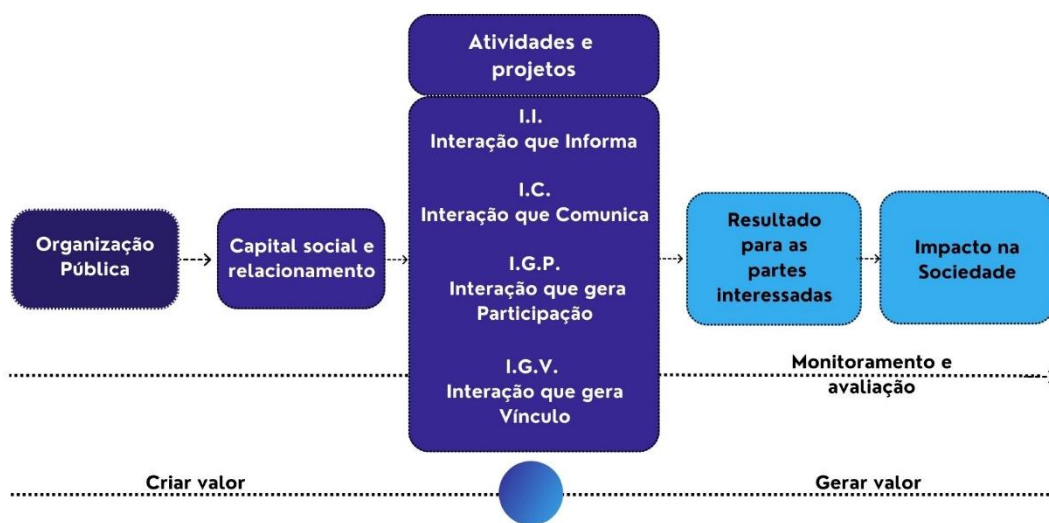 Atividades e
projetos
I.I.
Interação que Informa
I.C.
Interação que Comunica
I.G.P.
Interação que gera
Participação
I.G.V.
Interação que gera
Vínculo
Organização
Pública
Capital social e
relacionamento
Resultado
para as
partes
interessadas
Impacto na
Sociedade
Monitoramento e
avaliação
Criar valor
Gerar valor